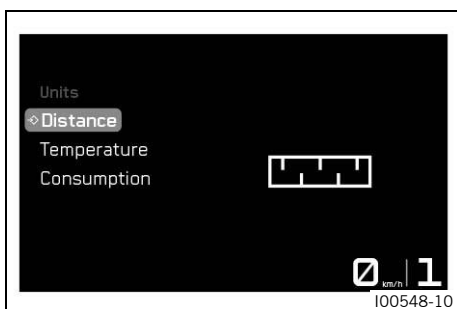 Units
Distance
Temperature
Consumption
0 km/h 1
I00548-10